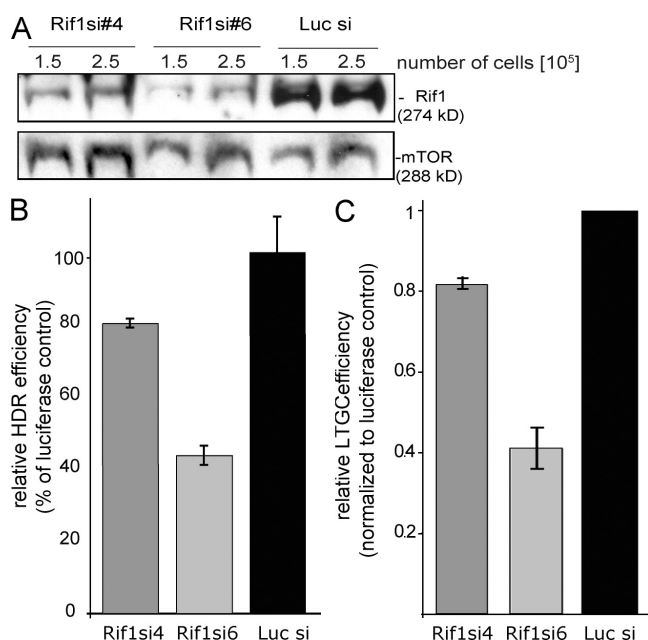 A
Rif1si#4 Rif1si#6 Luc si
1.5 2.5 1.5 2.5 1.5 2.5 number of cells [10⁵]
- Rif1
(274 kD)
-mTOR
(288 kD)
B
relative HDR efficiency
(% of luciferase control)
100
80
60
40
20
0
Rif1si4 Rif1si6 Luc si
C
relative LTGCefficiency
(normalized to luciferase control)
1
0.8
0.6
0.4
0.2
Rif1si4 Rif1si6 Luc si